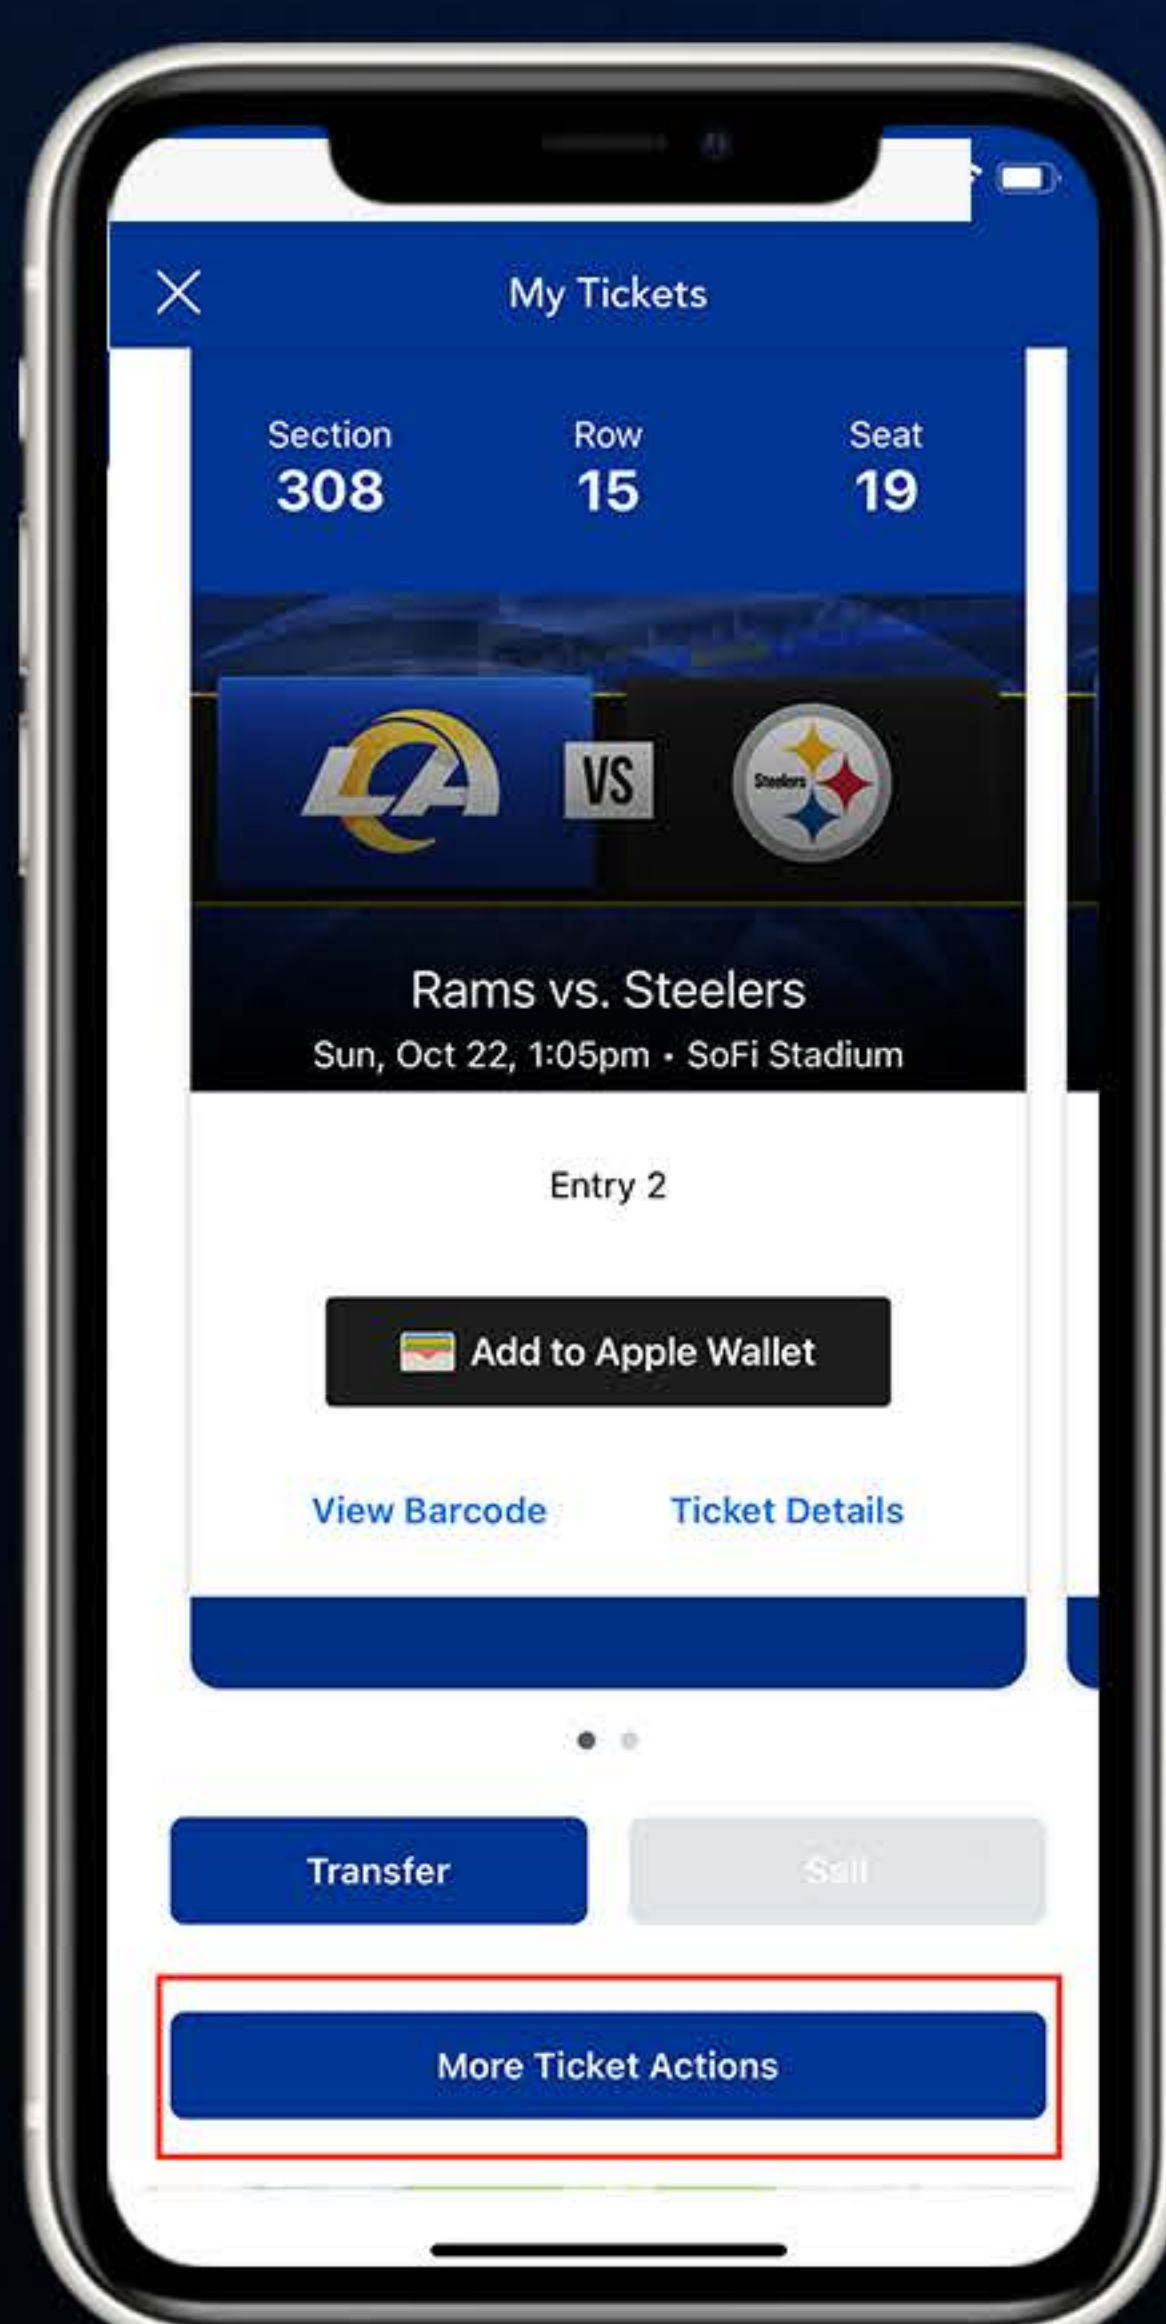 My Tickets
Section Row Seat
308 15 19
LA VS Steelers
Rams vs. Steelers
Sun, Oct 22, 1:05pm • SoFi Stadium
Entry 2
Add to Apple Wallet
View Barcode Ticket Details
Transfer Sell
More Ticket Actions